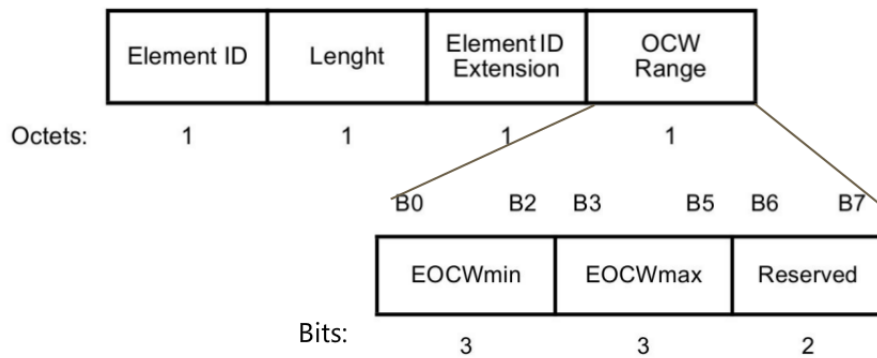 Element ID Lenght Element ID Extension OCW Range
Octets: 1 1 1 1
B0 B2 B3 B5 B6 B7
EOCWmin EOCWmax Reserved
Bits: 3 3 2